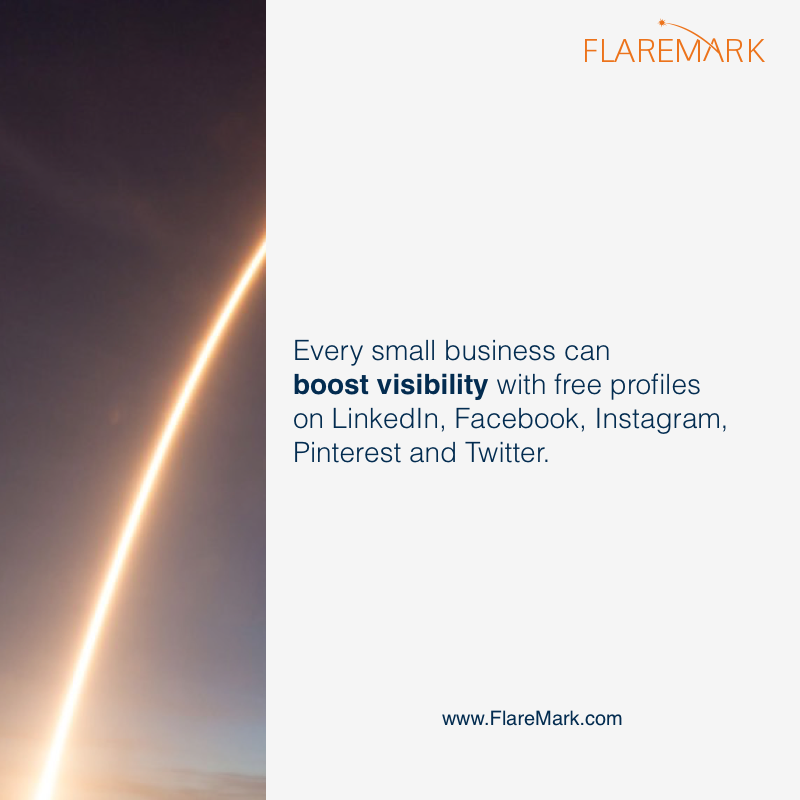 FLAREMARK
Every small business can
boost visibility with free profiles
on LinkedIn, Facebook, Instagram,
Pinterest and Twitter.
www.FlareMark.com